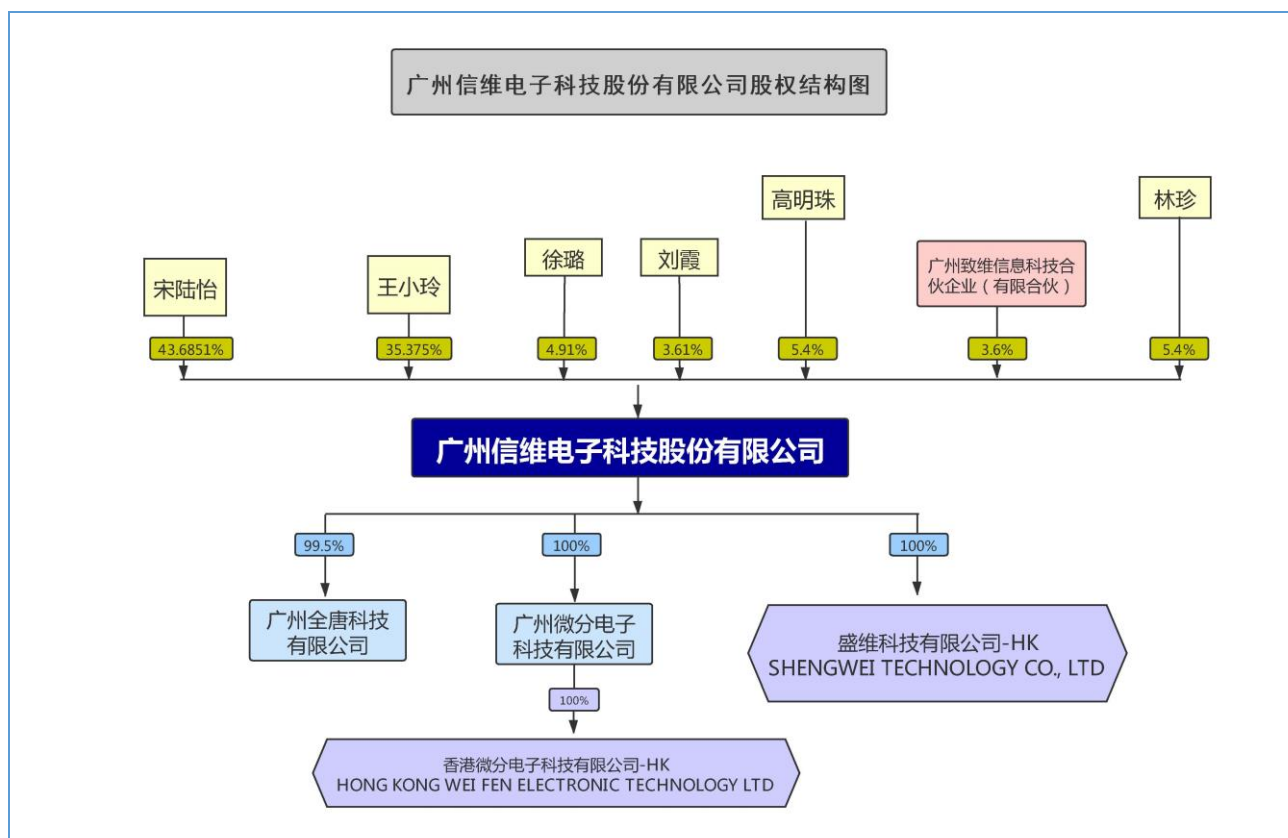 广州信维电子科技股份有限公司股权结构图
高明珠
林珍
徐璐
刘霞
宋陆怡
王小玲
广州致维信息科技合
伙企业（有限合伙）
43.6851%
35.375%
4.91%
3.61%
5.4%
3.6%
5.4%
广州信维电子科技股份有限公司
99.5%
100%
100%
广州全唐科技
有限公司
广州微分电子
科技有限公司
盛维科技有限公司-HK
SHENGWEI TECHNOLOGY CO., LTD
100%
香港微分电子科技有限公司-HK
HONG KONG WEI FEN ELECTRONIC TECHNOLOGY LTD